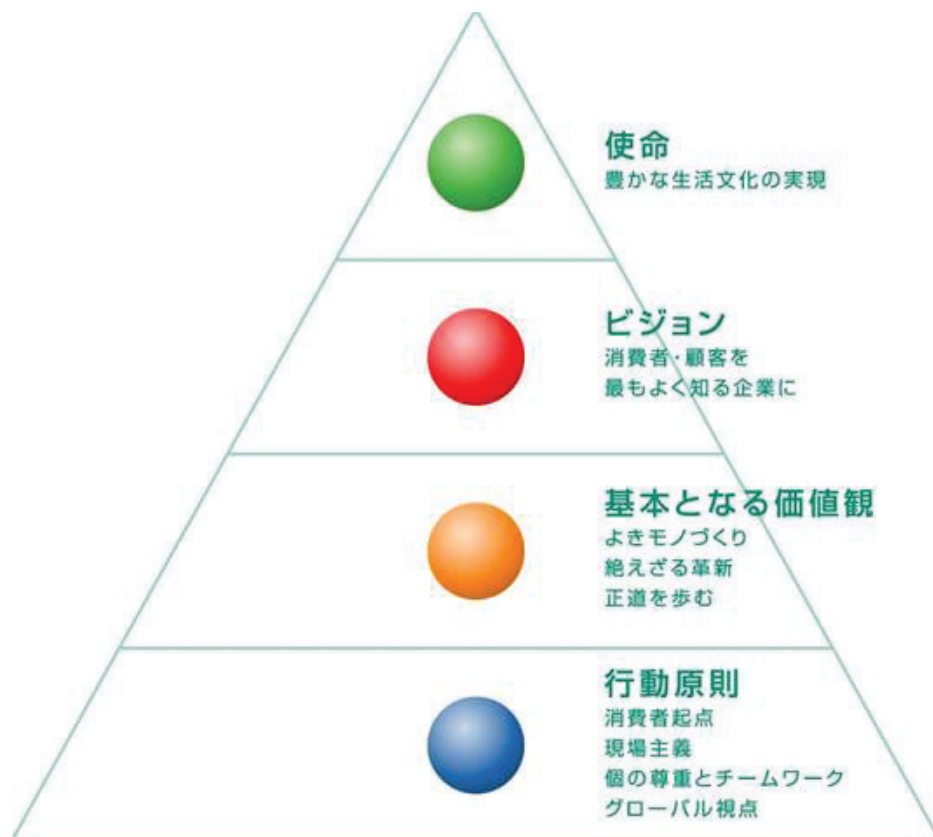 使命
豊かな生活文化の実現
ビジョン
消費者・顧客を
最もよく知る企業に
基本となる価値観
よきモノづくり
絶えざる革新
正道を歩む
行動原則
消費者起点
現場主義
個の尊重とチームワーク
グローバル視点